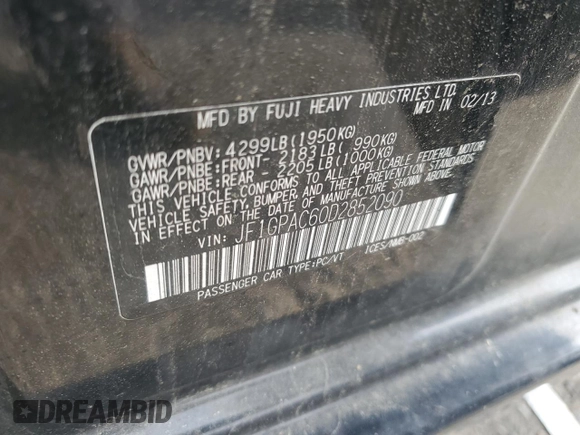 MFD BY FUJI HEAVY INDUSTRIES LTD.
MFD IN 02/13
GVWR/PNBV: 4299LB(1950KG)
GAWR/PNBE:FRONT- 2183LB( 990KG)
GAWR/PNBE:REAR - 2205LB(1000KG)
THIS VEHICLE CONFORMS TO ALL APPLICABLE FEDERAL MOTOR
VEHICLE SAFETY, BUMPER, AND THEFT PREVENTION STANDARDS
IN EFFECT ON THE DATE OF MANUFACTURE SHOWN ABOVE.
VIN: JF1GPAC60D2852090
PASSENGER CAR TYPE:PC/VT ICES/NMB-002
DREAMBID